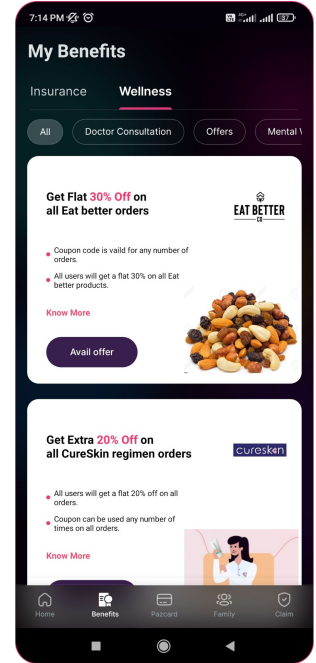 7:14 PM
37
My Benefits
Insurance Wellness
All Doctor Consultation Offers Mental
Get Flat 30% Off on
all Eat better orders
EAT BETTER
CO
Coupon code is vaild for any number of
orders.
All users will get a flat 30% on all Eat
better products.
Know More
Avail offer
Get Extra 20% Off on
all CureSkin regimen orders
cureskin
All users will get a flat 20% off on all
orders.
Coupon can be used any number of
times on all orders.
Know More
Home Benefits Pazcard Family Claim